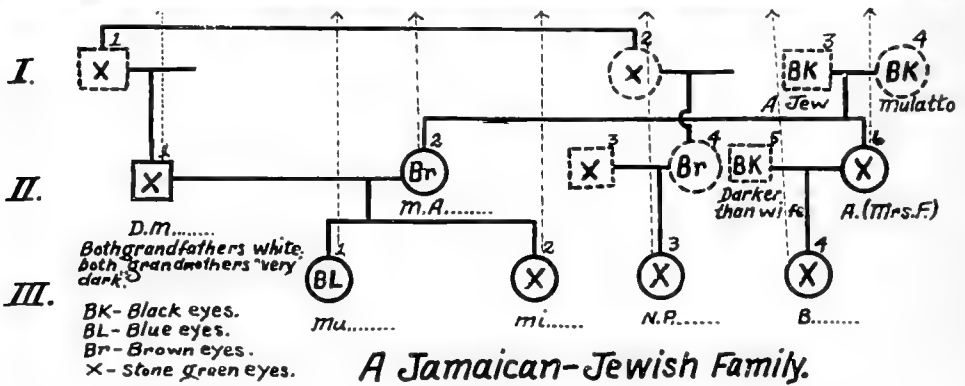 I.
1
X
2
X
3
BK
4
BK
A Jew
mulatto
II.
1
X
2
Br
3
X
4
Br
5
BK
6
X
D.M........
M.A........
Darker
than wife
A.(Mrs.F.)
Both grandfathers white,
both grandmothers "very
dark."
III.
1
BL
2
X
3
X
4
X
Mu........
Mi......
N.P.......
B........
BK- Black eyes.
BL- Blue eyes.
Br- Brown eyes.
X- Stone green eyes.
A Jamaican-Jewish Family.